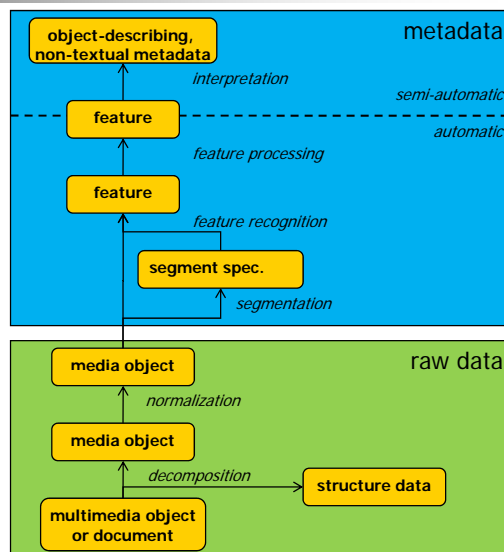 metadata
object-describing,
non-textual metadata
interpretation
semi-automatic
feature
automatic
feature processing
feature
feature recognition
segment spec.
segmentation
raw data
media object
normalization
media object
decomposition
structure data
multimedia object
or document